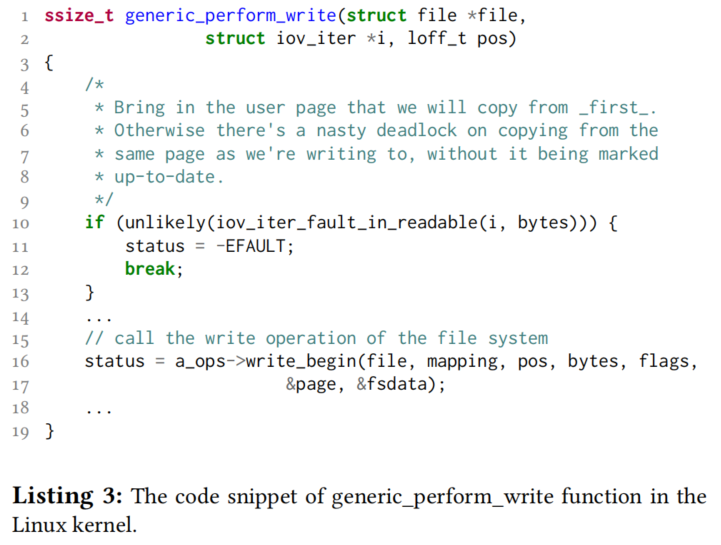 1 ssize_t generic_perform_write(struct file *file,
2 struct iov_iter *i, loff_t pos)
3 {
4 /*
5 * Bring in the user page that we will copy from _first_.
6 * Otherwise there's a nasty deadlock on copying from the
7 * same page as we're writing to, without it being marked
8 * up-to-date.
9 */
10 if (unlikely(iov_iter_fault_in_readable(i, bytes))) {
11 status = -EFAULT;
12 break;
13 }
14 ...
15 // call the write operation of the file system
16 status = a_ops->write_begin(file, mapping, pos, bytes, flags,
17 &page, &fsdata);
18 ...
19 }
Listing 3: The code snippet of generic_perform_write function in the
Linux kernel.